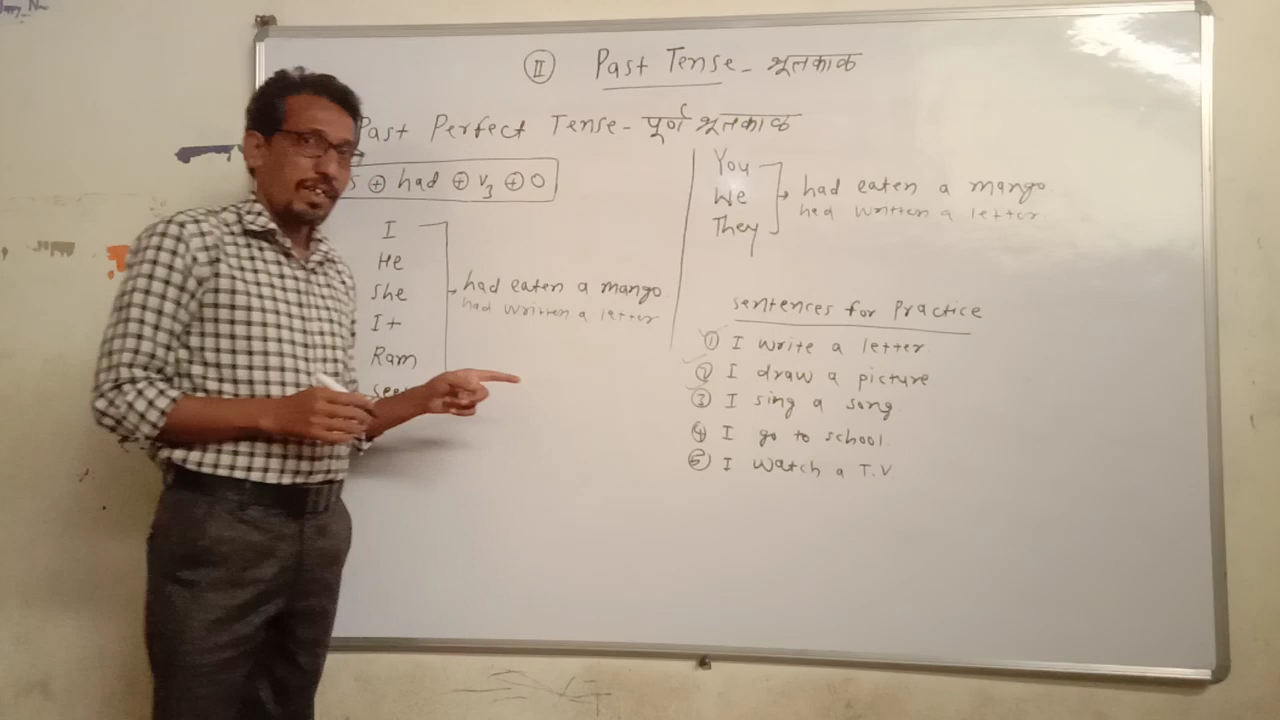 II Past Tense - भूतकाळ
Past Perfect Tense - पूर्ण भूतकाळ
S + had + V3 + O
I
He
She
It
Ram
had eaten a mango
had written a letter
You
We
They
had eaten a mango
had written a letter
Sentences for Practice
1 I write a letter
2 I draw a picture
3 I sing a song
4 I go to school
5 I watch a T.V